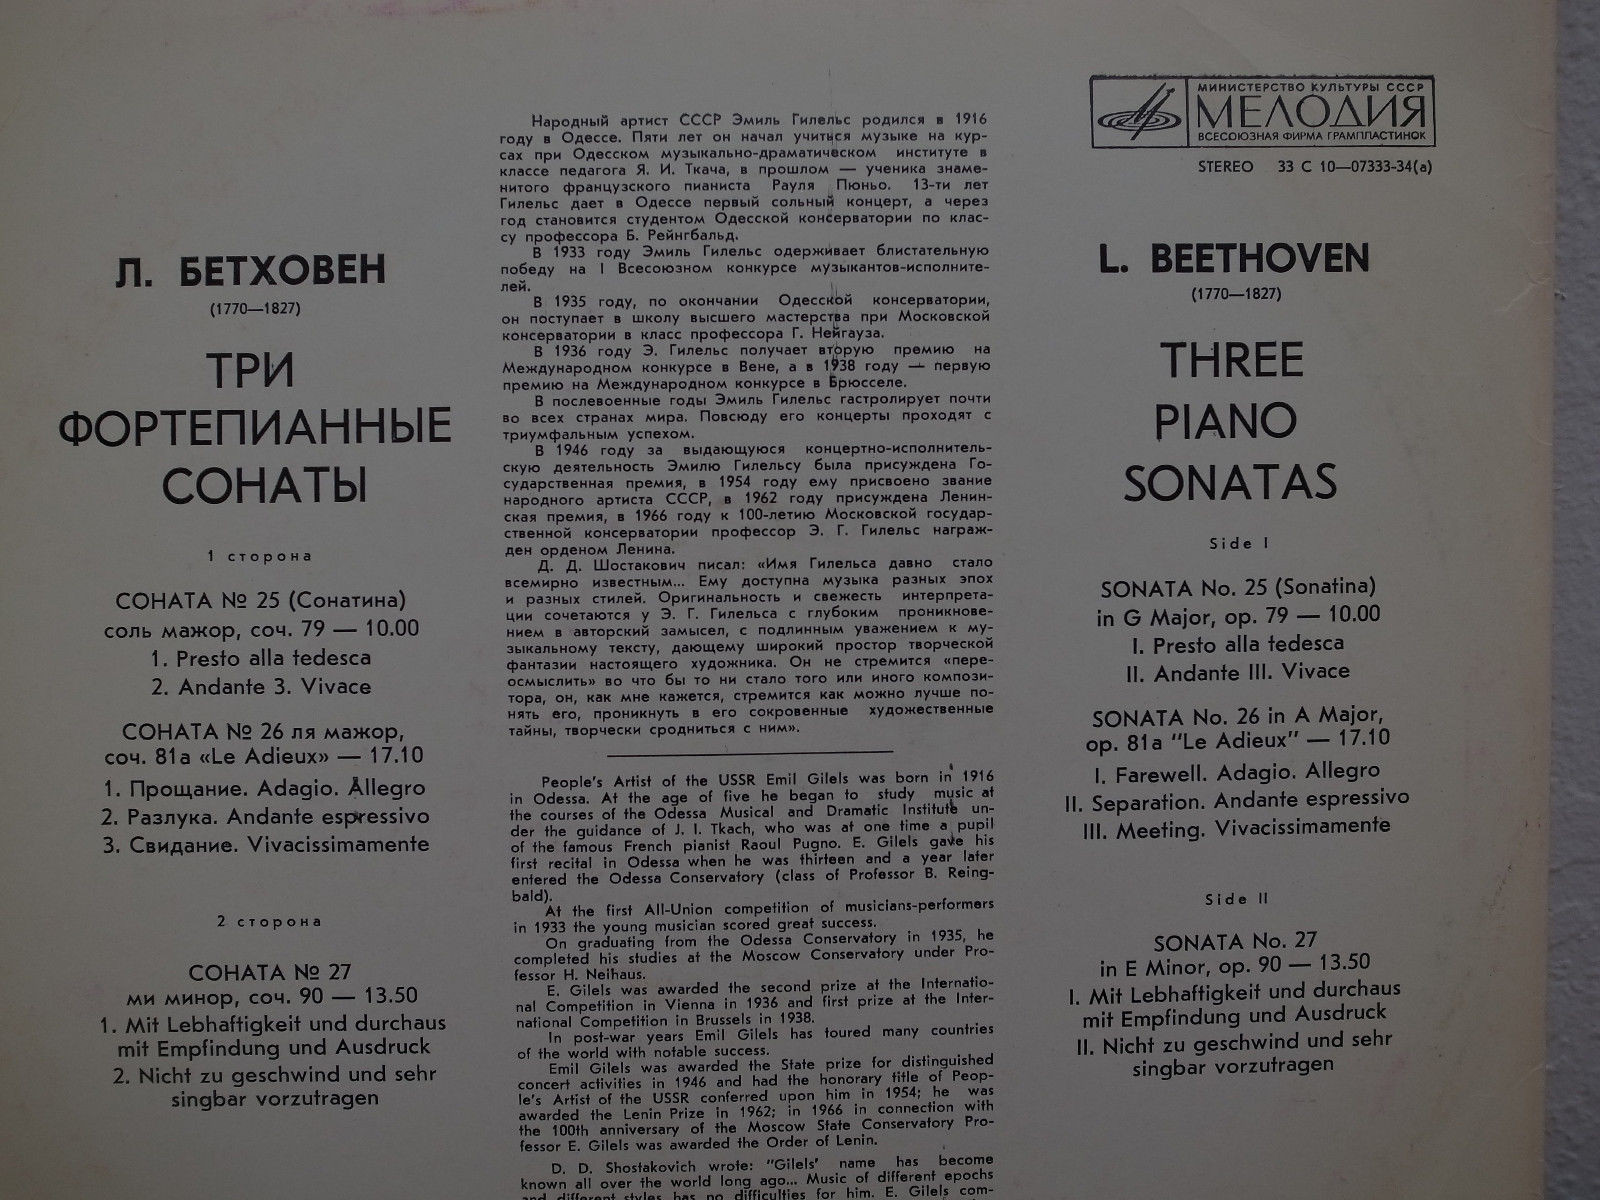 Л. БЕТХОВЕН
(1770—1827)
ТРИ
ФОРТЕПИАННЫЕ
СОНАТЫ
1 сторона
СОНАТА № 25 (Сонатина)
соль мажор, соч. 79 — 10.00
1. Presto alla tedesca
2. Andante 3. Vivace
СОНАТА № 26 ля мажор,
соч. 81а «Le Adieux» — 17.10
1. Прощание. Adagio. Allegro
2. Разлука. Andante espressivo
3. Свидание. Vivacissimamente
2 сторона
СОНАТА № 27
ми минор, соч. 90 — 13.50
1. Mit Lebhaftigkeit und durchaus
mit Empfindung und Ausdruck
2. Nicht zu geschwind und sehr
singbar vorzutragen
Народный артист СССР Эмиль Гилельс родился в 1916
году в Одессе. Пяти лет он начал учиться музыке на кур-
сах при Одесском музыкально-драматическом институте в
классе педагога Я. И. Ткача, в прошлом — ученика знаме-
нитого французского пианиста Рауля Пюньо. 13-ти лет
Гилельс дает в Одессе первый сольный концерт, а через
год становится студентом Одесской консерватории по клас-
су профессора Б. Рейнгбальд.
В 1933 году Эмиль Гилельс одерживает блистательную
победу на I Всесоюзном конкурсе музыкантов-исполните-
лей.
В 1935 году, по окончании Одесской консерватории,
он поступает в школу высшего мастерства при Московской
консерватории в класс профессора Г. Нейгауза.
В 1936 году Э. Гилельс получает вторую премию на
Международном конкурсе в Вене, а в 1938 году — первую
премию на Международном конкурсе в Брюсселе.
В послевоенные годы Эмиль Гилельс гастролирует почти
во всех странах мира. Повсюду его концерты проходят с
триумфальным успехом.
В 1946 году за выдающуюся концертно-исполнитель-
скую деятельность Эмилю Гилельсу была присуждена Го-
сударственная премия, в 1954 году ему присвоено звание
народного артиста СССР, в 1962 году присуждена Ленин-
ская премия, в 1966 году к 100-летию Московской государ-
ственной консерватории профессор Э. Г. Гилельс награж-
ден орденом Ленина.
Д. Д. Шостакович писал: «Имя Гилельса давно стало
всемирно известным... Ему доступна музыка разных эпох
и разных стилей. Оригинальность и свежесть интерпрета-
ции сочетаются у Э. Г. Гилельса с глубоким проникнове-
нием в авторский замысел, с подлинным уважением к му-
зыкальному тексту, дающему широкий простор творческой
фантазии настоящего художника. Он не стремится «пере-
осмыслить» во что бы то ни стало того или иного компози-
тора, он, как мне кажется, стремится как можно лучше по-
нять его, проникнуть в его сокровенные художественные
тайны, творчески сродниться с ним».
People's Artist of the USSR Emil Gilels was born in 1916
in Odessa. At the age of five he began to study music at
the courses of the Odessa Musical and Dramatic Institute un-
der the guidance of J. I. Tkach, who was at one time a pupil
of the famous French pianist Raoul Pugno. E. Gilels gave his
first recital in Odessa when he was thirteen and a year later
entered the Odessa Conservatory (class of Professor B. Reing-
bald).
At the first All-Union competition of musicians-performers
in 1933 the young musician scored great success.
On graduating from the Odessa Conservatory in 1935, he
completed his studies at the Moscow Conservatory under Pro-
fessor H. Neihaus.
E. Gilels was awarded the second prize at the Internatio-
nal Competition in Vienna in 1936 and first prize at the Inter-
national Competition in Brussels in 1938.
In post-war years Emil Gilels has toured many countries
of the world with notable success.
Emil Gilels was awarded the State prize for distinguished
concert activities in 1946 and had the honorary title of Peop-
le's Artist of the USSR conferred upon him in 1954; he was
awarded the Lenin Prize in 1962; in 1966 in connection with
the 100th anniversary of the Moscow State Conservatory Pro-
fessor E. Gilels was awarded the Order of Lenin.
D. D. Shostakovich wrote: "Gilels' name has become
known all over the world long ago... Music of different epochs
and different styles has no difficulties for him. E. Gilels com-
МИНИСТЕРСТВО КУЛЬТУРЫ СССР
МЕЛОДИЯ
ВСЕСОЮЗНАЯ ФИРМА ГРАМПЛАСТИНОК
STEREO 33 С 10—07333-34(а)
L. BEETHOVEN
(1770—1827)
THREE
PIANO
SONATAS
Side I
SONATA No. 25 (Sonatina)
in G Major, op. 79 — 10.00
I. Presto alla tedesca
II. Andante III. Vivace
SONATA No. 26 in A Major,
op. 81a "Le Adieux" — 17.10
I. Farewell. Adagio. Allegro
II. Separation. Andante espressivo
III. Meeting. Vivacissimamente
Side II
SONATA No. 27
in E Minor, op. 90 — 13.50
I. Mit Lebhaftigkeit und durchaus
mit Empfindung und Ausdruck
II. Nicht zu geschwind und sehr
singbar vorzutragen